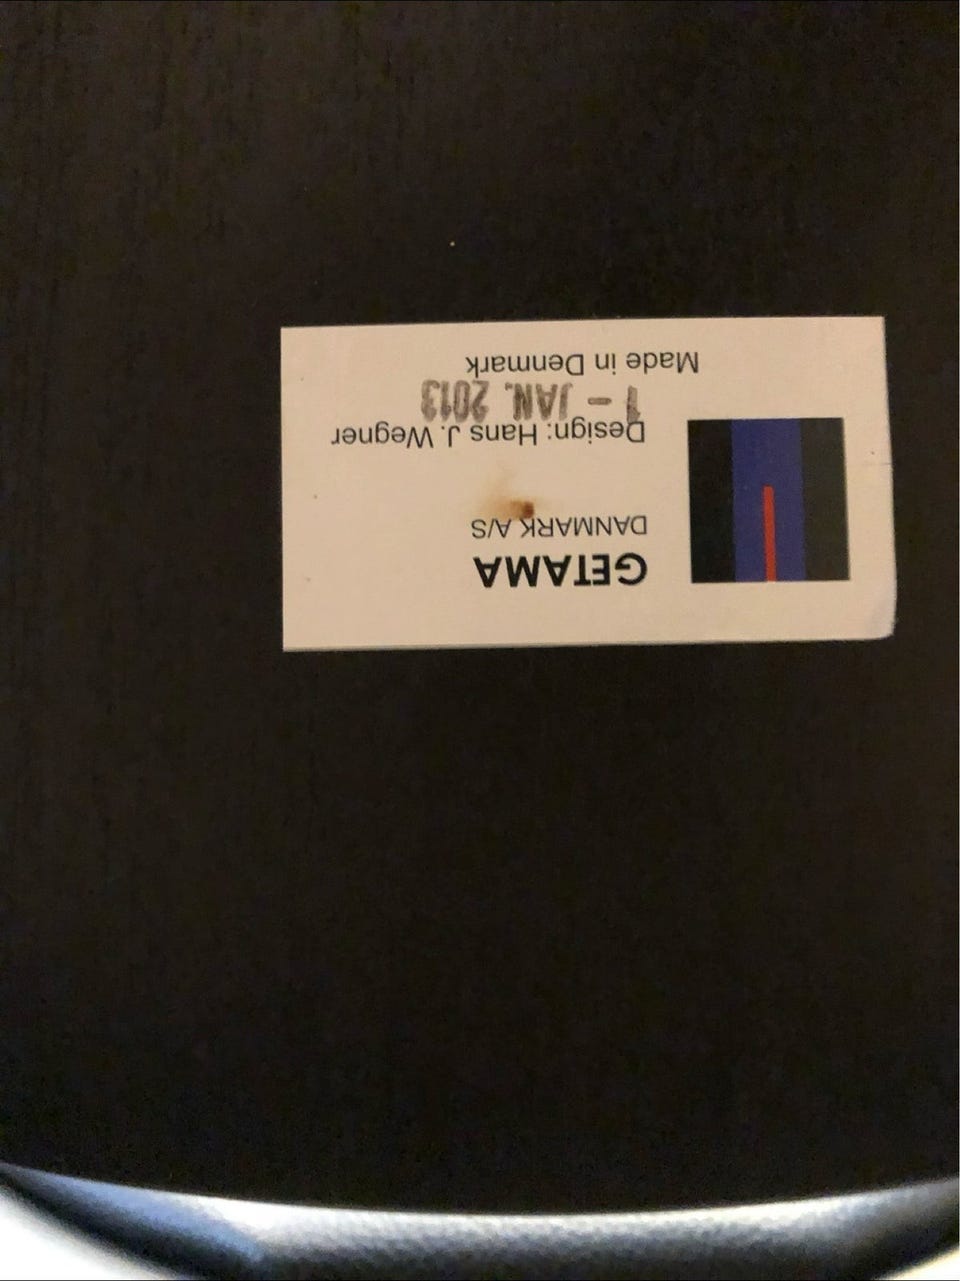 GETAMA
DANMARK A/S
Design: Hans J. Wegner
1 - JAN. 2013
Made in Denmark